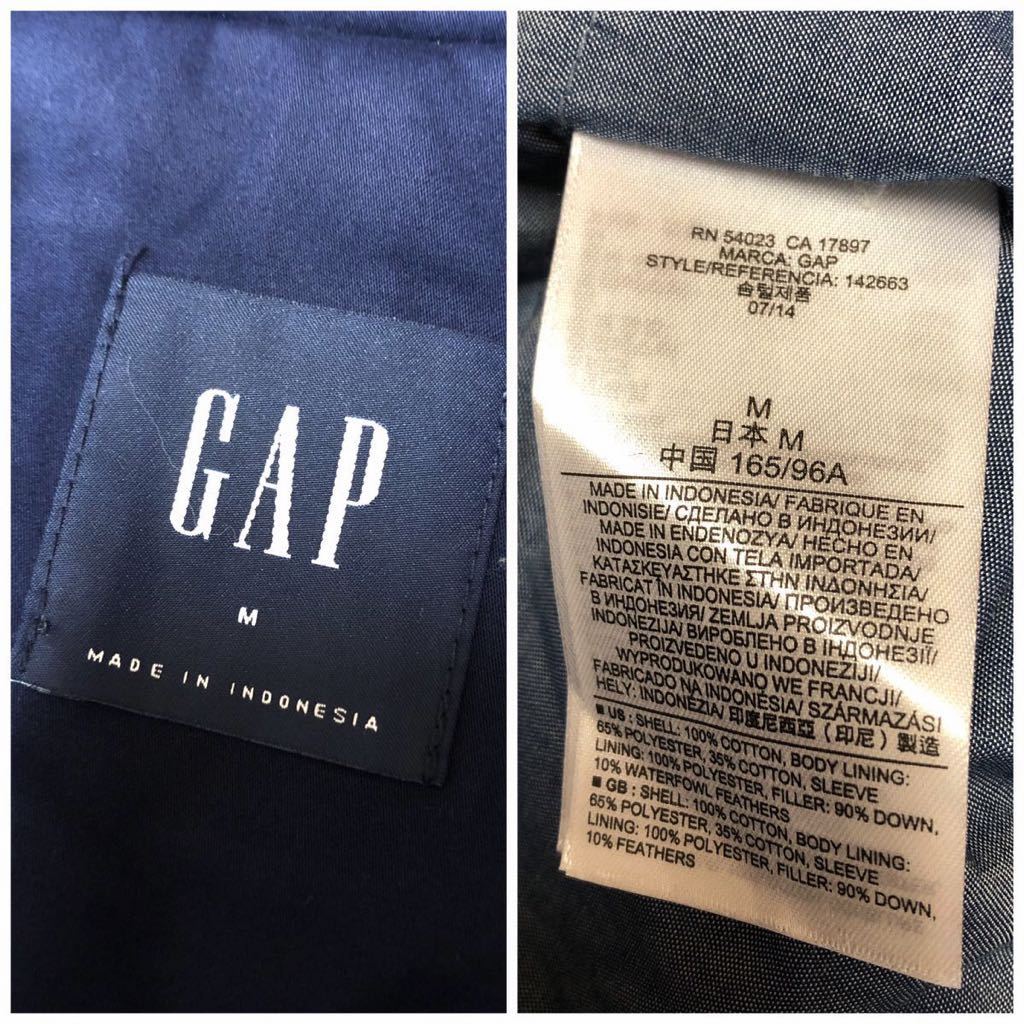 GAP
M
MADE IN INDONESIA
RN 54023 CA 17897
MARCA: GAP
STYLE/REFERENCIA: 142663
솜털제품
07/14
M
日本 M
中国 165/96A
MADE IN INDONESIA/ FABRIQUE EN
INDONISIE/ СДЕЛАНО В ИНДОНЕЗИИ/
MADE IN ENDENOZYA/ HECHO EN
INDONESIA CON TELA IMPORTADA/
ΚΑΤΑΣΚΕΥΑΣΤΗΚΕ ΣΤΗΝ ΙΝΔΟΝΗΣΙΑ/
FABRICAT ÎN INDONESIA/ ПРОИЗВЕДЕНО
В ИНДОНЕЗИЯ/ ZEMLJA PROIZVODNJE
INDONEZIJA/ ВИРОБЛЕНО В ІНДОНЕЗІЇ/
PROIZVEDENO U INDONEZIJI/
WYPRODUKOWANO WE FRANCJI/
FABRICADO NA INDONÉSIA/ SZÁRMAZÁSI
HELY: INDONÉZIA/ 印度尼西亞 (印尼) 製造
■ US : SHELL: 100% COTTON, BODY LINING:
65% POLYESTER, 35% COTTON, SLEEVE
LINING: 100% POLYESTER, FILLER: 90% DOWN,
10% WATERFOWL FEATHERS
■ GB : SHELL: 100% COTTON, BODY LINING:
65% POLYESTER, 35% COTTON, SLEEVE
LINING: 100% POLYESTER, FILLER: 90% DOWN,
10% FEATHERS